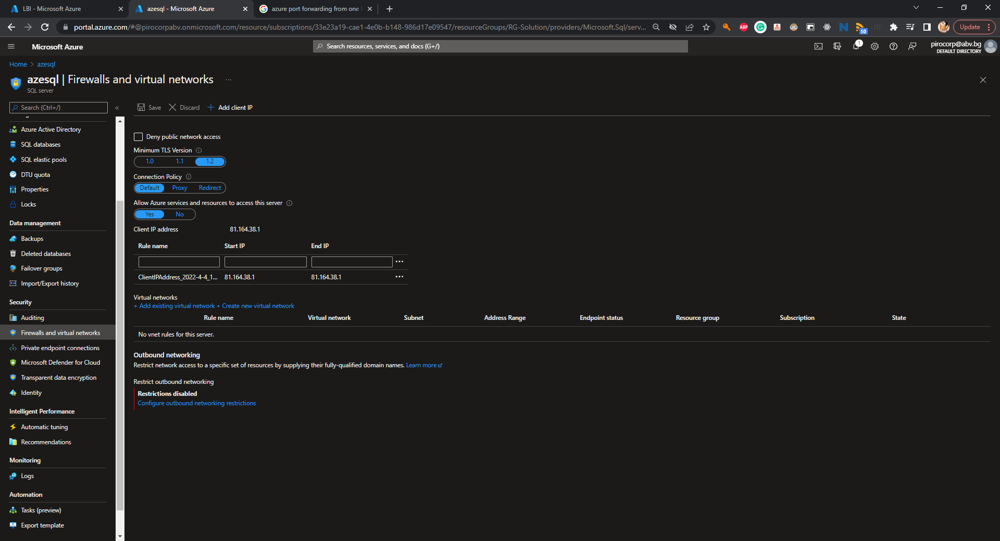 LBI - Microsoft Azure
azesql - Microsoft Azure
azure port forwarding from one l
portal.azure.com/#@pirocorpabv.onmicrosoft.com/resource/subscriptions/33e23a19-cae1-4e0b-b148-986d17e09547/resourceGroups/RG-Solution/providers/Microsoft.Sql/serv...
ABP
10
Update
Microsoft Azure
Search resources, services, and docs (G+/)
1
pirocorp@abv.bg
DEFAULT DIRECTORY
Home > azesql
azesql | Firewalls and virtual networks ...
SQL server
Search (Ctrl+/)
«
Save
Discard
Add client IP
Azure Active Directory
SQL databases
SQL elastic pools
DTU quota
Properties
Locks
Data management
Backups
Deleted databases
Failover groups
Import/Export history
Security
Auditing
Firewalls and virtual networks
Private endpoint connections
Microsoft Defender for Cloud
Transparent data encryption
Identity
Intelligent Performance
Automatic tuning
Recommendations
Monitoring
Logs
Automation
Tasks (preview)
Export template
Deny public network access
Minimum TLS Version
1.0 1.1 1.2
Connection Policy
Default Proxy Redirect
Allow Azure services and resources to access this server
Yes No
Client IP address 81.164.38.1
Rule name Start IP End IP
...
ClientIPAddress_2022-4-4_1... 81.164.38.1 81.164.38.1 ...
Virtual networks
+ Add existing virtual network + Create new virtual network
Rule name Virtual network Subnet Address Range Endpoint status Resource group Subscription State
No vnet rules for this server.
Outbound networking
Restrict network access to a specific set of resources by supplying their fully-qualified domain names. Learn more
Restrict outbound networking
Restrictions disabled
Configure outbound networking restrictions